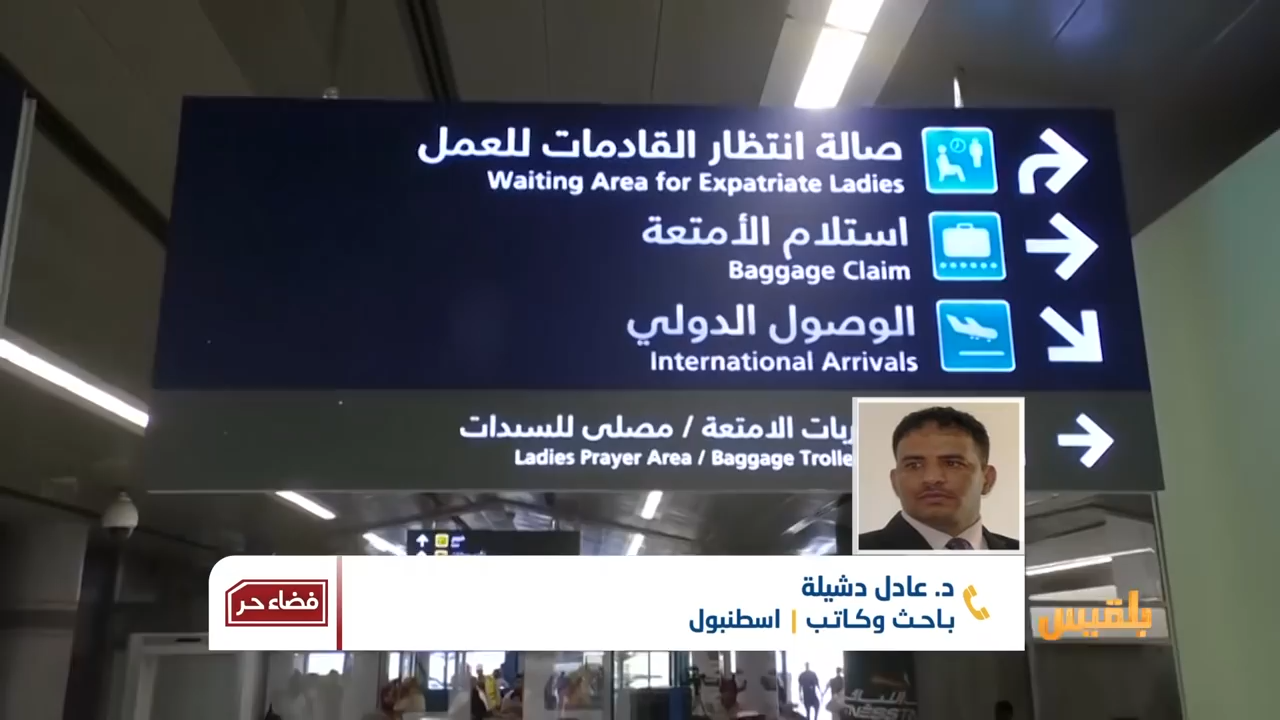 صالة انتظار القادمات للعمل
Waiting Area for Expatriate Ladies
استلام الأمتعة
Baggage Claim
الوصول الدولي
International Arrivals
الامتعة / مصلى للسيدات
Ladies Prayer Area / Baggage
د. عادل دشيلة
باحث وكاتب | اسطنبول
فضاء حر
بلقيس